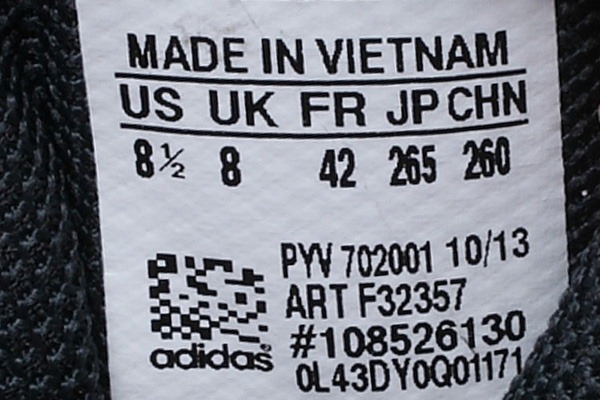 MADE IN VIETNAM
US UK FR JP CHN
8½ 8 42 265 260
PYV 702001 10/13
ART F32357
#108526130
adidas®
0L43DY0Q01171